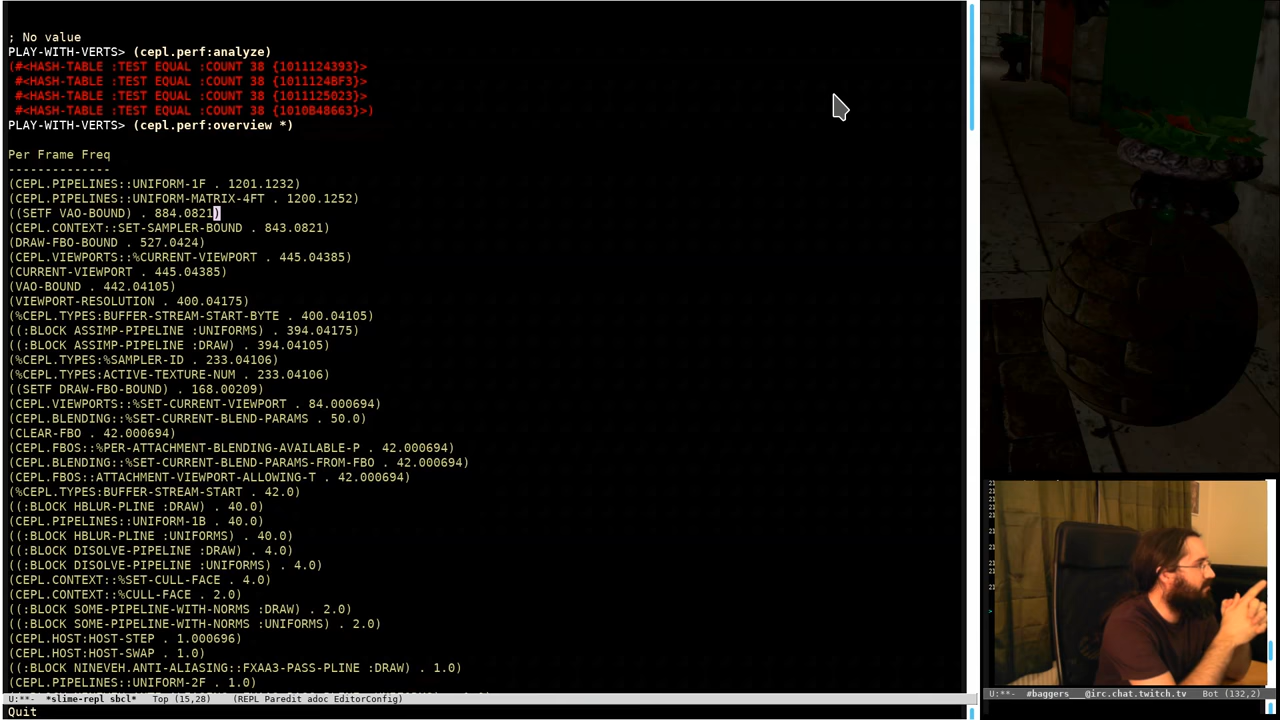 ; No value
PLAY-WITH-VERTS> (cepl.perf:analyze)
(#<HASH-TABLE :TEST EQUAL :COUNT 38 {1011124393}>
#<HASH-TABLE :TEST EQUAL :COUNT 38 {10111248F3}>
#<HASH-TABLE :TEST EQUAL :COUNT 38 {1011125023}>
#<HASH-TABLE :TEST EQUAL :COUNT 38 {1010B48663}>)
PLAY-WITH-VERTS> (cepl.perf:overview *)
Per Frame Freq
--------------
(CEPL.PIPELINES::UNIFORM-1F . 1201.1232)
(CEPL.PIPELINES::UNIFORM-MATRIX-4FT . 1200.1252)
((SETF VAO-BOUND) . 884.0821)
(CEPL.CONTEXT::SET-SAMPLER-BOUND . 843.0821)
(DRAW-FBO-BOUND . 527.0424)
(CEPL.VIEWPORTS::%CURRENT-VIEWPORT . 445.04385)
(CURRENT-VIEWPORT . 445.04385)
(VAO-BOUND . 442.04105)
(VIEWPORT-RESOLUTION . 400.04175)
(%CEPL.TYPES:BUFFER-STREAM-START-BYTE . 400.04105)
((:BLOCK ASSIMP-PIPELINE :UNIFORMS) . 394.04175)
((:BLOCK ASSIMP-PIPELINE :DRAW) . 394.04105)
(%CEPL.TYPES:%SAMPLER-ID . 233.04106)
(%CEPL.TYPES:ACTIVE-TEXTURE-NUM . 233.04106)
((SETF DRAW-FBO-BOUND) . 168.00209)
(CEPL.VIEWPORTS::%SET-CURRENT-VIEWPORT . 84.000694)
(CEPL.BLENDING::%SET-CURRENT-BLEND-PARAMS . 50.0)
(CLEAR-FBO . 42.000694)
(CEPL.FBOS::%PER-ATTACHMENT-BLENDING-AVAILABLE-P . 42.000694)
(CEPL.BLENDING::%SET-CURRENT-BLEND-PARAMS-FROM-FBO . 42.000694)
(CEPL.FBOS::ATTACHMENT-VIEWPORT-ALLOWING-T . 42.000694)
(%CEPL.TYPES:BUFFER-STREAM-START . 42.0)
((:BLOCK HBLUR-PLINE :DRAW) . 40.0)
(CEPL.PIPELINES::UNIFORM-1B . 40.0)
((:BLOCK HBLUR-PLINE :UNIFORMS) . 40.0)
((:BLOCK DISOLVE-PIPELINE :DRAW) . 4.0)
((:BLOCK DISOLVE-PIPELINE :UNIFORMS) . 4.0)
(CEPL.CONTEXT::%SET-CULL-FACE . 4.0)
(CEPL.CONTEXT::%CULL-FACE . 2.0)
((:BLOCK SOME-PIPELINE-WITH-NORMS :DRAW) . 2.0)
((:BLOCK SOME-PIPELINE-WITH-NORMS :UNIFORMS) . 2.0)
(CEPL.HOST:HOST-STEP . 1.000696)
(CEPL.HOST:HOST-SWAP . 1.0)
((:BLOCK NINEVEH.ANTI-ALIASING::FXAA3-PASS-PLINE :DRAW) . 1.0)
(CEPL.PIPELINES::UNIFORM-2F . 1.0)
U:**- *slime-repl sbcl* Top (15,28) (REPL Paredit adoc EditorConfig)
Quit
U:**- #baggers___@irc.chat.twitch.tv Bot (132,2)